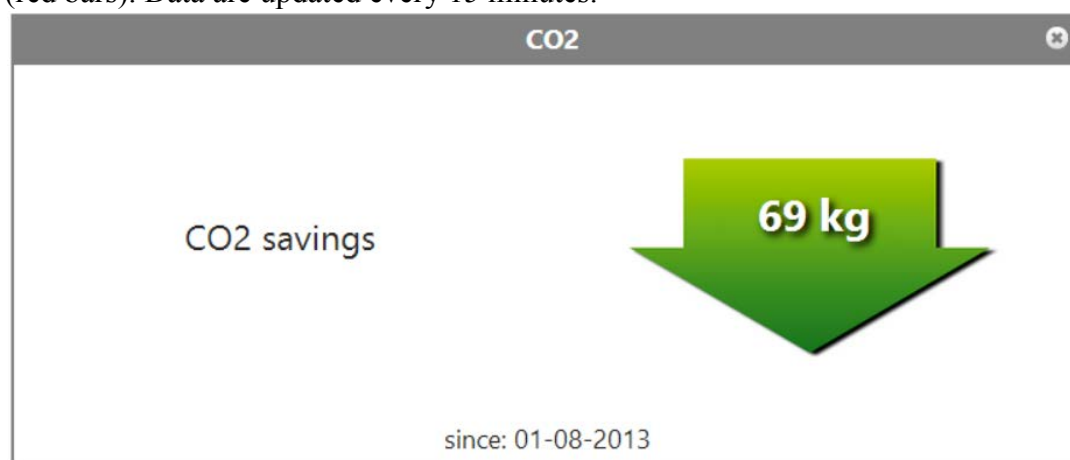 (red bars). Data are updated every 15 minutes.
CO2
CO2 savings
69 kg
since: 01-08-2013